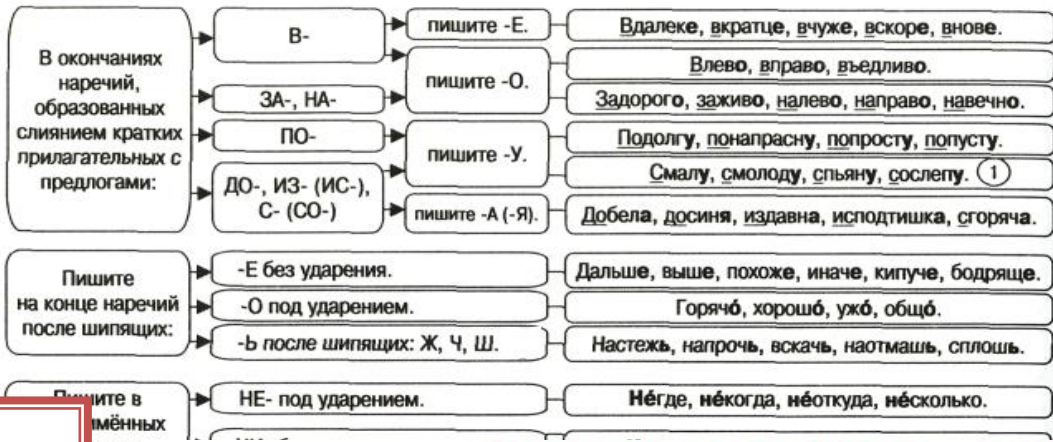 В окончаниях
наречий,
образованных
слиянием кратких
прилагательных с
предлогами:
В-
пишите -Е.
Вдалеке, вкратце, вчуже, вскоре, внове.
пишите -О.
Влево, вправо, въедливо.
ЗА-, НА-
Задорого, заживо, налево, направо, навечно.
ПО-
пишите -У.
Подолгу, понапрасну, попросту, попусту.
Смалу, смолоду, спьяну, сослепу. 1
ДО-, ИЗ- (ИС-),
С- (СО-)
пишите -А (-Я).
Добела, досиня, издавна, исподтишка, сгоряча.
Пишите
на конце наречий
после шипящих:
-Е без ударения.
Дальше, выше, похоже, иначе, кипуче, бодряще.
-О под ударением.
Горячо́, хорошо́, ужо́, общо́.
-Ь после шипящих: Ж, Ч, Ш.
Настежь, напрочь, вскачь, наотмашь, сплошь.
Пишите в
НЕ- под ударением.
Не́где, не́когда, не́откуда, не́сколько.